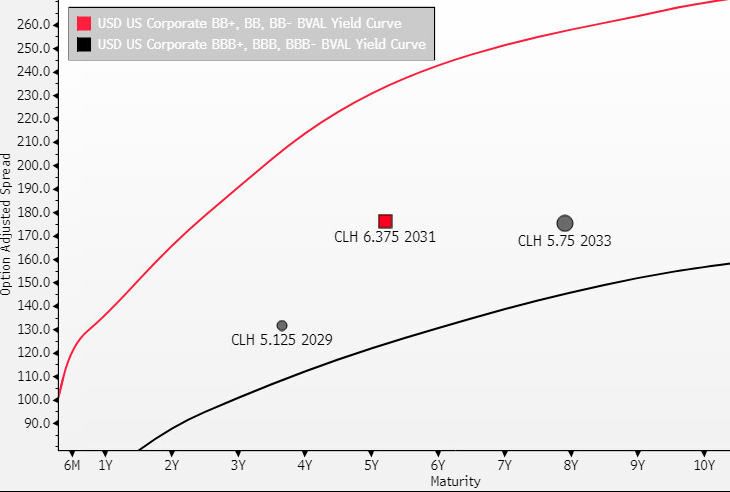 USD US Corporate BB+, BB, BB- BVAL Yield Curve
USD US Corporate BBB+, BBB, BBB- BVAL Yield Curve
Option Adjusted Spread
260.0
250.0
240.0
230.0
220.0
210.0
200.0
190.0
180.0
170.0
160.0
150.0
140.0
130.0
120.0
110.0
100.0
90.0
CLH 6.375 2031
CLH 5.75 2033
CLH 5.125 2029
6M 1Y 2Y 3Y 4Y 5Y 6Y 7Y 8Y 9Y 10Y
Maturity